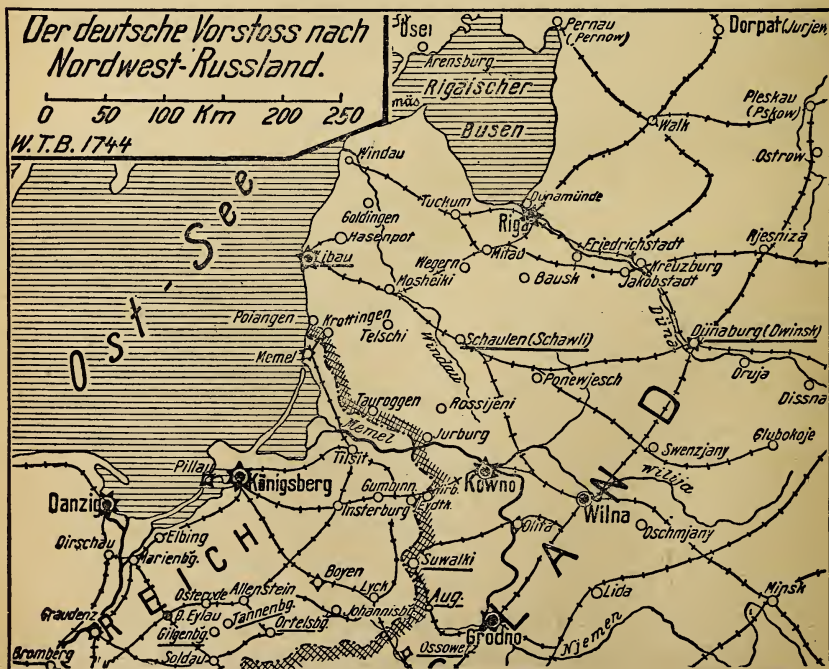 Der deutsche Vorstoss nach
Nordwest-Russland.
0 50 100 Km 200 250
W.T.B. 1744
Ösel
Arensburg
Rigaischer
Busen
Pernau
(Pernow)
Dorpat (Jurjew)
Pleskau
(Pskow)
Walk
Ostrow
Windau
Goldingen
Hasenpot
Tuckum
Dünamünde
Riga
Libau
Wegern
Mitau
Bausk
Friedrichstadt
Kreuzburg
Jakobstadt
Rjesniza
Mosheiki
Ost-See
Polangen
Krottingen
Telschi
Windau
Schaulen (Schawli)
Düna
Dünaburg (Dwinsk)
Druja
Dissna
Memel
Ponewjesch
Tauroggen
Rossijeni
Memel
Jurburg
Swenzjany
Glubokoje
Wilija
Pillau
Königsberg
Tilsit
Kowno
Wilna
Danzig
Gumbinn.
Insterburg
Kirb.
Eydtk.
Olita
Oschmjany
Dirschau
Elbing
Marienbg.
Boyen
Suwalki
Lyck
Osterode
Allenstein
D. Eylau
Tannenbg.
Johannisbg.
Aug.
Lida
Minsk
Graudenz
Gilgenbg.
Ortelsbg.
Grodno
Njemen
Bromberg
Soldau
Ossowez
REICH
LAND